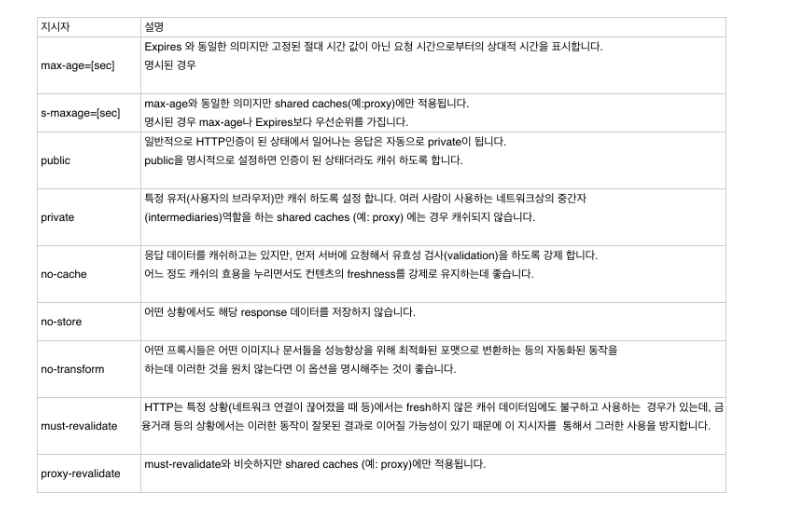 지시자 설명
max-age=[sec]
Expires 와 동일한 의미지만 고정된 절대 시간 값이 아닌 요청 시간으로부터의 상대적 시간을 표시합니다.
명시된 경우
s-maxage=[sec]
max-age와 동일한 의미지만 shared caches(예:proxy)에만 적용됩니다.
명시된 경우 max-age나 Expires보다 우선순위를 가집니다.
public
일반적으로 HTTP인증이 된 상태에서 일어나는 응답은 자동으로 private이 됩니다.
public을 명시적으로 설정하면 인증이 된 상태더라도 캐쉬 하도록 합니다.
private
특정 유저(사용자의 브라우저)만 캐쉬 하도록 설정 합니다. 여러 사람이 사용하는 네트워크상의 중간자
(intermediaries)역할을 하는 shared caches (예: proxy) 에는 경우 캐쉬되지 않습니다.
no-cache
응답 데이터를 캐쉬하고는 있지만, 먼저 서버에 요청해서 유효성 검사(validation)을 하도록 강제 합니다.
어느 정도 캐쉬의 효용을 누리면서도 컨텐츠의 freshness를 강제로 유지하는데 좋습니다.
no-store
어떤 상황에서도 해당 response 데이터를 저장하지 않습니다.
no-transform
어떤 프록시들은 어떤 이미지나 문서들을 성능향상을 위해 최적화된 포맷으로 변환하는 등의 자동화된 동작을
하는데 이러한 것을 원치 않는다면 이 옵션을 명시해주는 것이 좋습니다.
must-revalidate
HTTP는 특정 상황(네트워크 연결이 끊어졌을 때 등)에서는 fresh하지 않은 캐쉬 데이터임에도 불구하고 사용하는 경우가 있는데, 금
융거래 등의 상황에서는 이러한 동작이 잘못된 결과로 이어질 가능성이 있기 때문에 이 지시자를 통해서 그러한 사용을 방지합니다.
proxy-revalidate
must-revalidate와 비슷하지만 shared caches (예: proxy)에만 적용됩니다.